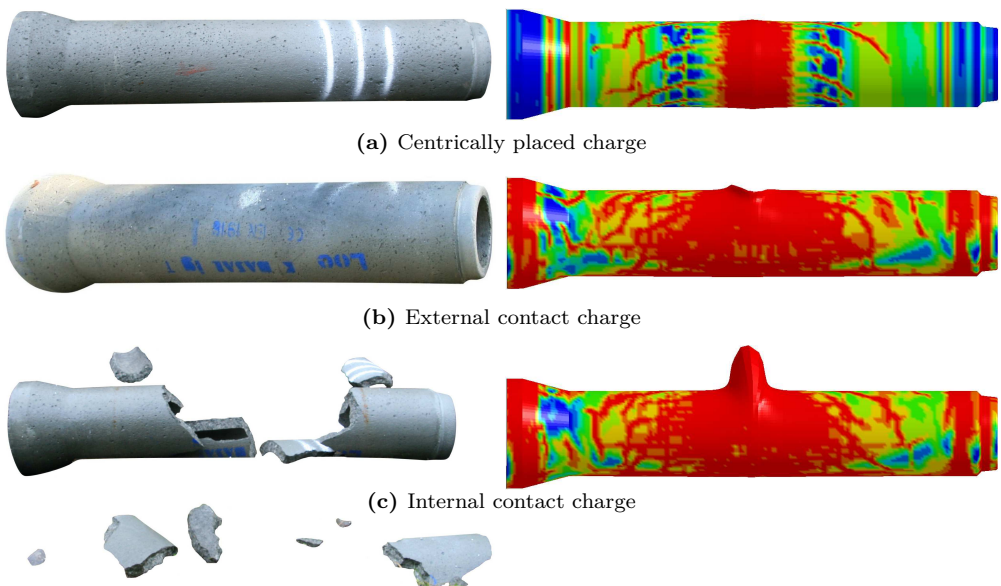 (a) Centrically placed charge
(b) External contact charge
(c) Internal contact charge